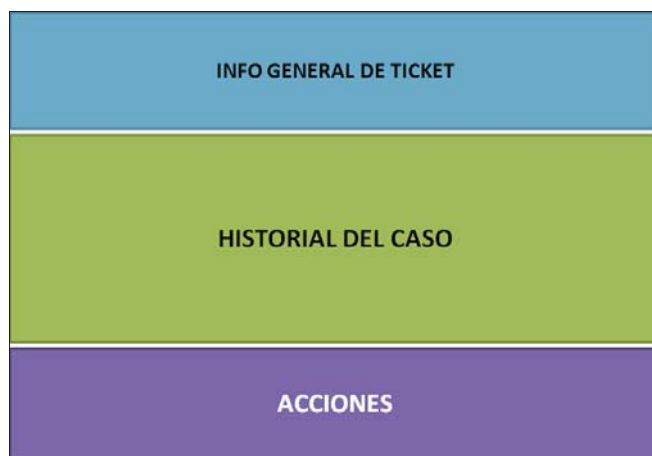 INFO GENERAL DE TICKET
HISTORIAL DEL CASO
ACCIONES